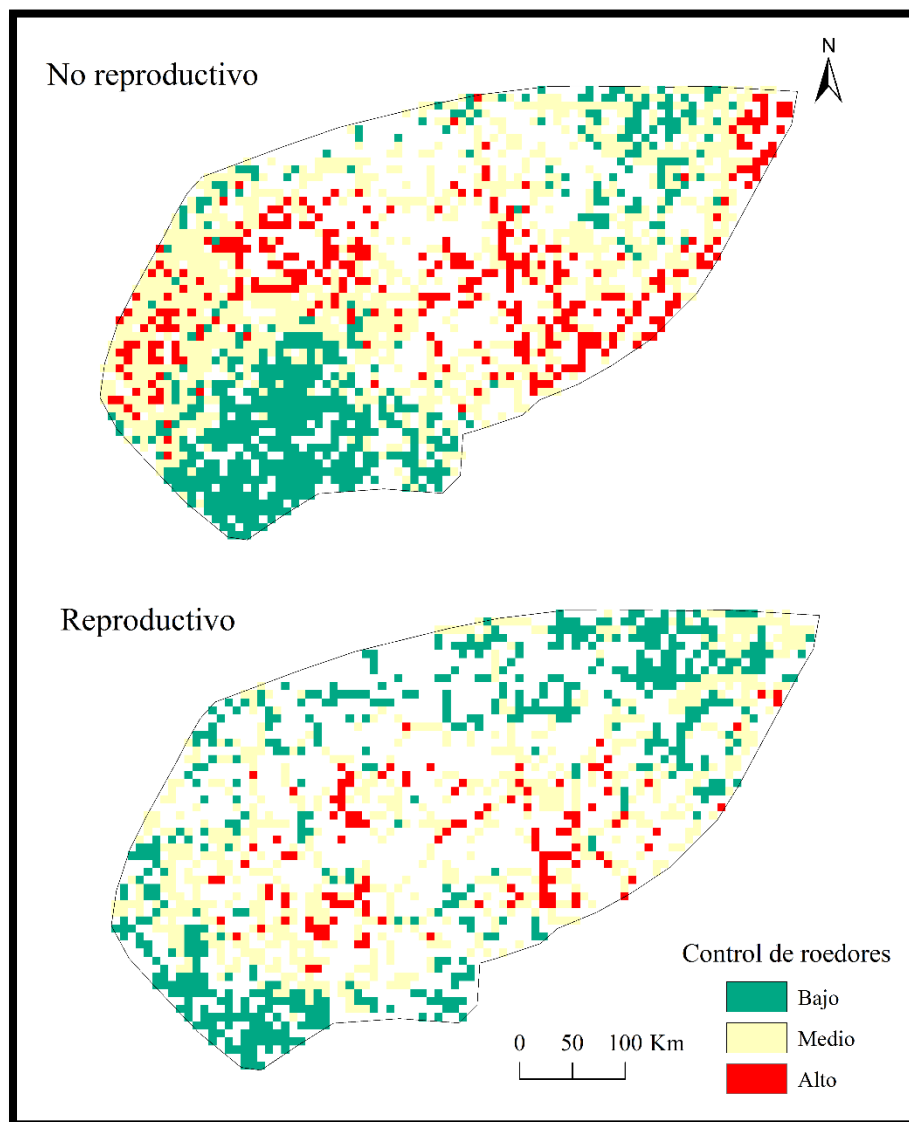 No reproductivo
N
Reproductivo
Control de roedores
Bajo
Medio
Alto
0 50 100 Km